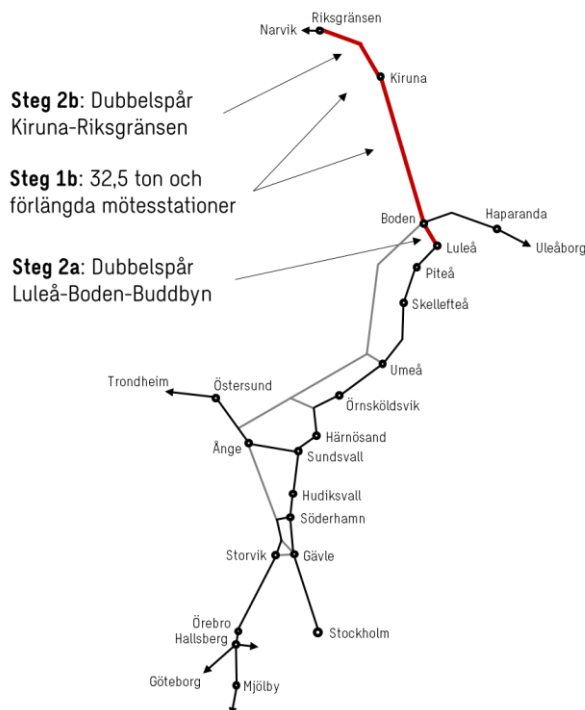 Riksgränsen
Narvik
Kiruna
Steg 2b: Dubbelspår
Kiruna-Riksgränsen
Steg 1b: 32,5 ton och
förlängda mötesstationer
Boden
Haparanda
Luleå
Uleåborg
Steg 2a: Dubbelspår
Luleå-Boden-Buddbyn
Piteå
Skellefteå
Umeå
Trondheim
Östersund
Örnsköldsvik
Härnösand
Ånge
Sundsvall
Hudiksvall
Söderhamn
Storvik
Gävle
Örebro
Hallsberg
Stockholm
Göteborg
Mjölby